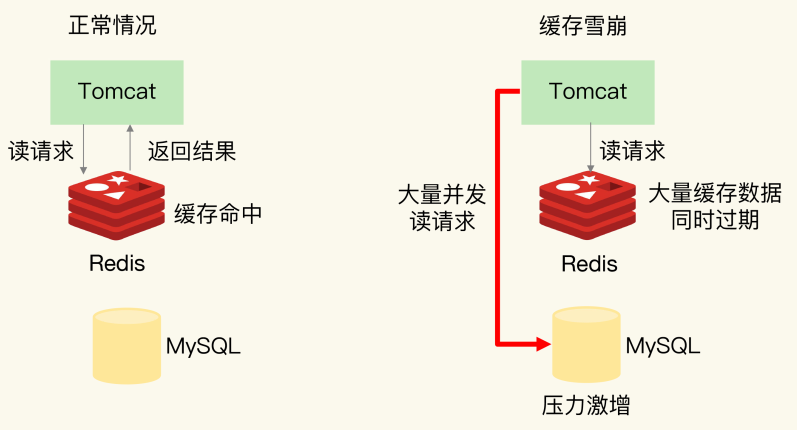 正常情况
Tomcat
读请求
返回结果
缓存命中
Redis
MySQL
缓存雪崩
Tomcat
读请求
大量并发
读请求
大量缓存数据
同时过期
Redis
MySQL
压力激增